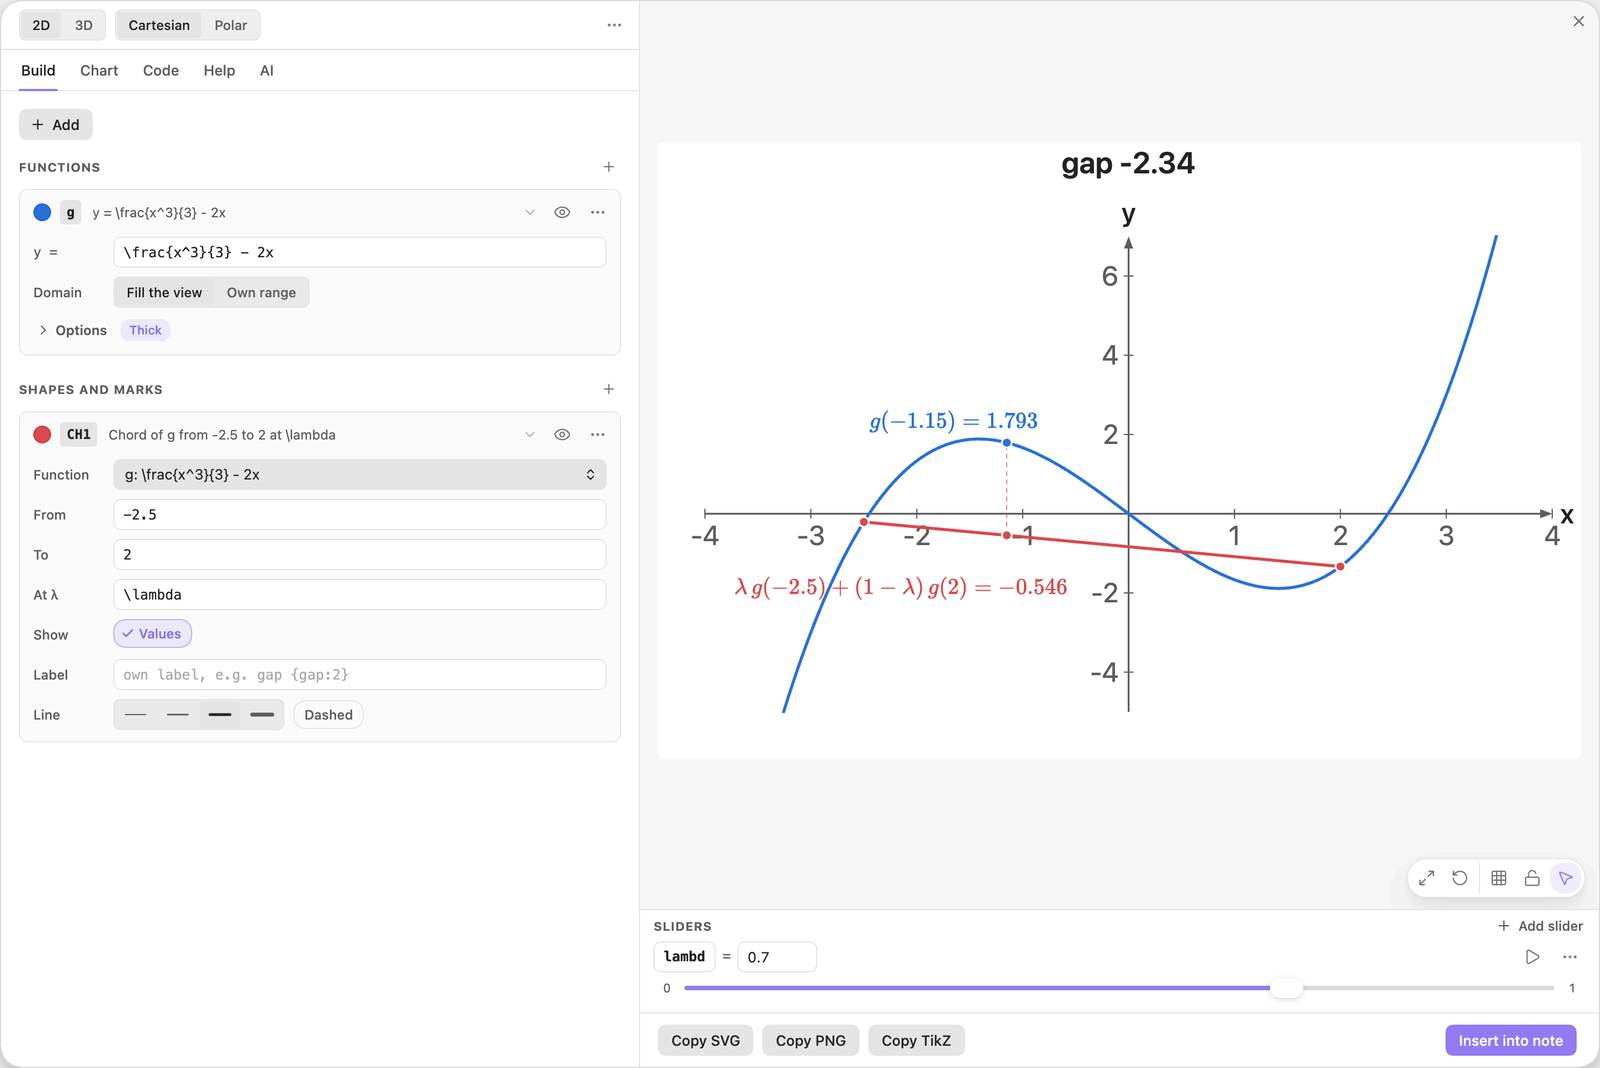 2D 3D Cartesian Polar ···
Build Chart Code Help AI
+ Add
FUNCTIONS +
g y = \frac{x^3}{3} - 2x ···
y = \frac{x^3}{3} - 2x
Domain Fill the view Own range
> Options Thick
SHAPES AND MARKS +
CH1 Chord of g from -2.5 to 2 at \lambda ···
Function g: \frac{x^3}{3} - 2x
From -2.5
To 2
At λ \lambda
Show ✓ Values
Label own label, e.g. gap {gap:2}
Line Dashed
gap -2.34
y
6
4
g(−1.15) = 1.793
2
x
-4 -3 -2 -1 1 2 3 4
λ g(−2.5) + (1 − λ) g(2) = −0.546
-2
-4
SLIDERS + Add slider
lambd = 0.7 ···
0 1
Copy SVG Copy PNG Copy TikZ Insert into note